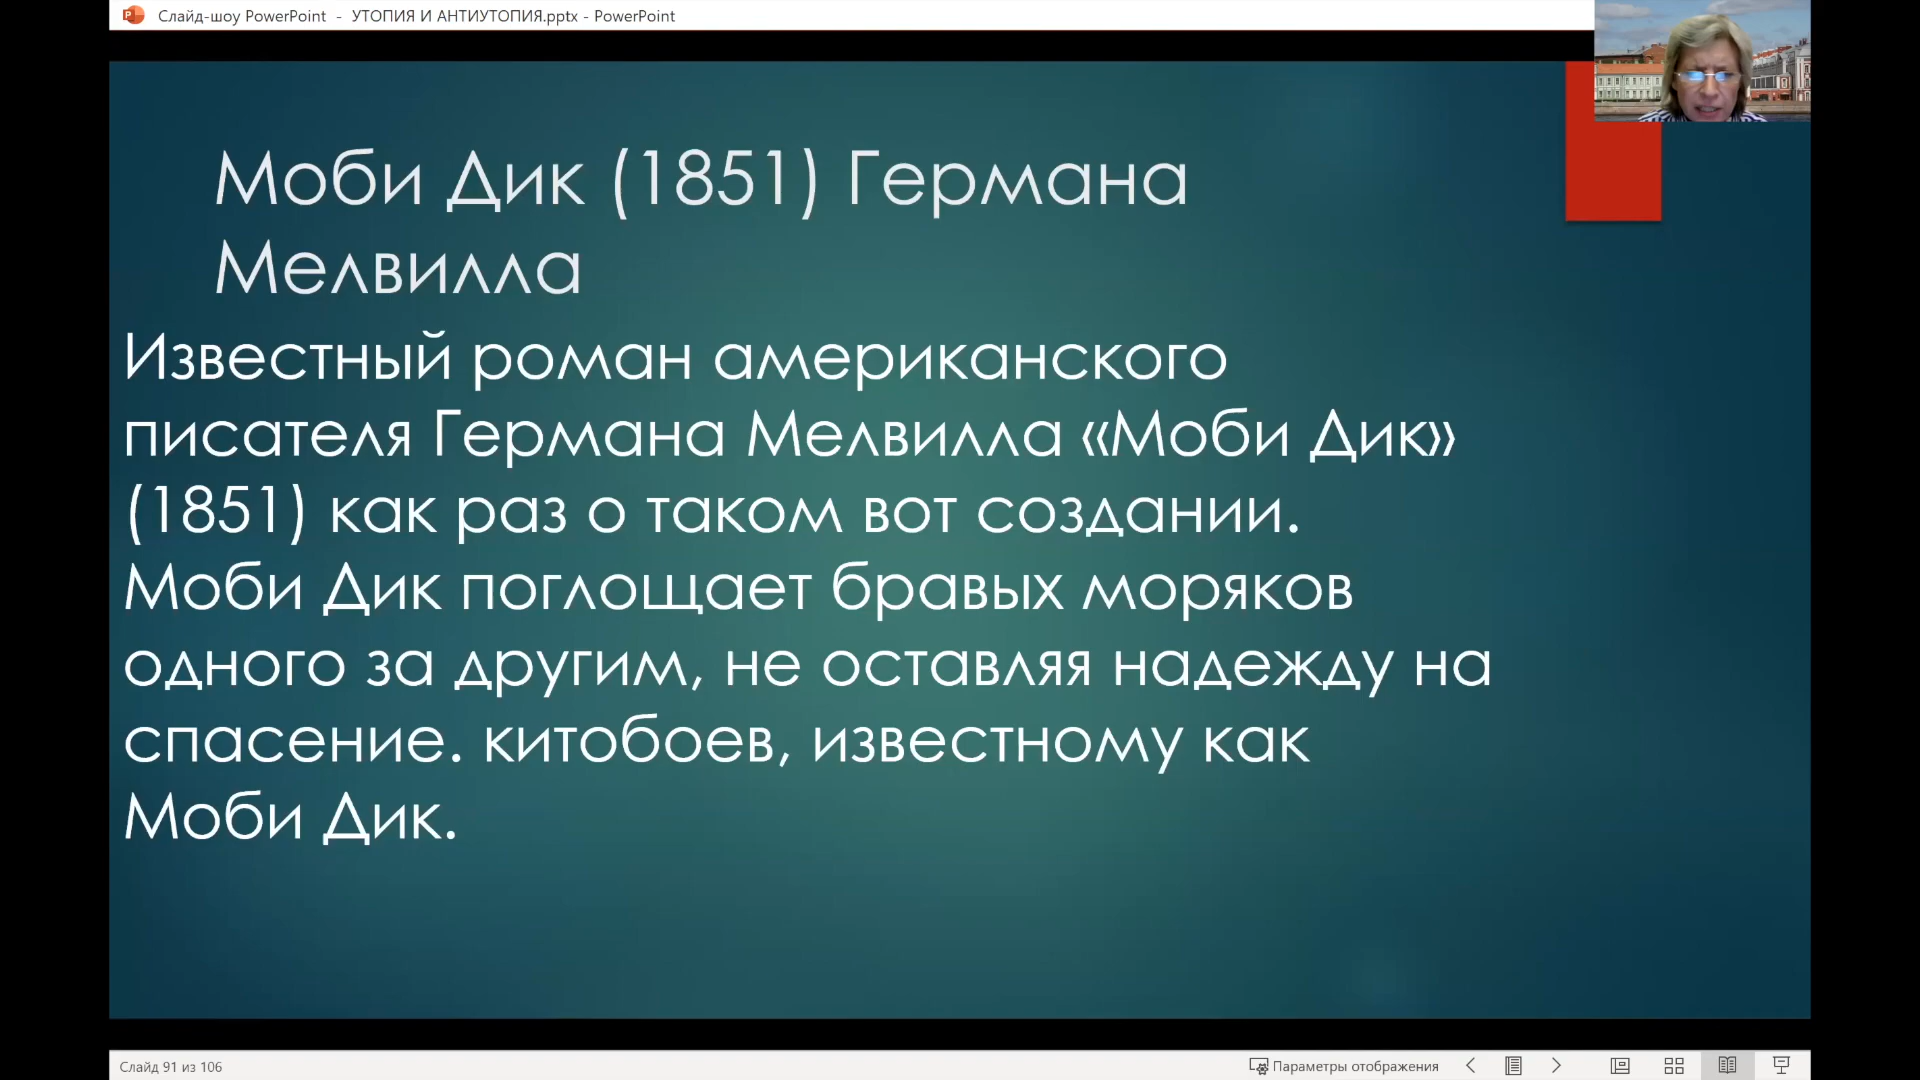 Слайд-шоу PowerPoint - УТОПИЯ И АНТИУТОПИЯ.pptx - PowerPoint
Моби Дик (1851) Германа
Мелвилла
Известный роман американского
писателя Германа Мелвилла «Моби Дик»
(1851) как раз о таком вот создании.
Моби Дик поглощает бравых моряков
одного за другим, не оставляя надежду на
спасение. китобоев, известному как
Моби Дик.
Слайд 91 из 106
Параметры отображения